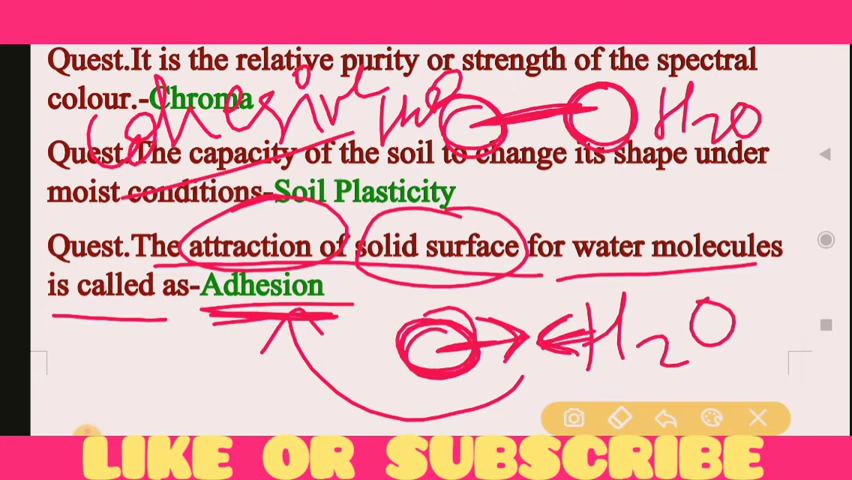 Quest.It is the relative purity or strength of the spectral
colour.-Chroma
cohesive H2O H2O
Quest.The capacity of the soil to change its shape under
moist conditions-Soil Plasticity
Quest.The attraction of solid surface for water molecules
is called as-Adhesion
H2O
LIKE OR SUBSCRIBE